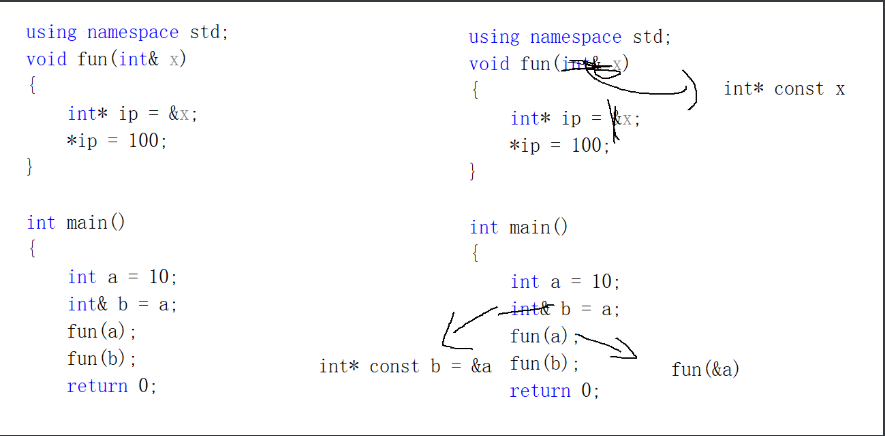 using namespace std;
void fun(int& x)
{
int* ip = &x;
*ip = 100;
}
int main()
{
int a = 10;
int& b = a;
fun(a);
fun(b);
return 0;
using namespace std;
void fun(int& x)
int* const x
{
int* ip = &x;
*ip = 100;
}
int main()
{
int a = 10;
int& b = a;
fun(a);
int* const b = &a
fun(b);
fun(&a)
return 0;